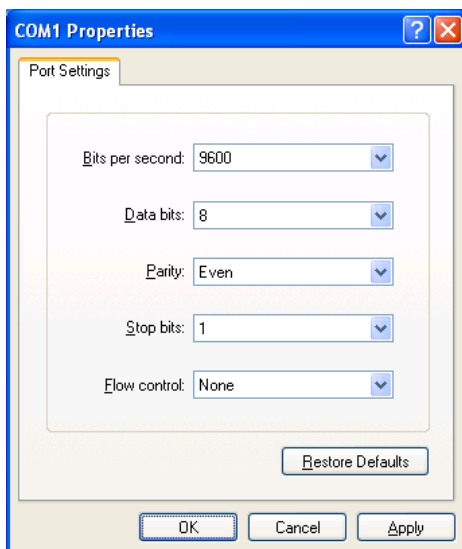 COM1 Properties
Port Settings
Bits per second: 9600
Data bits: 8
Parity: Even
Stop bits: 1
Flow control: None
Restore Defaults
OK Cancel Apply